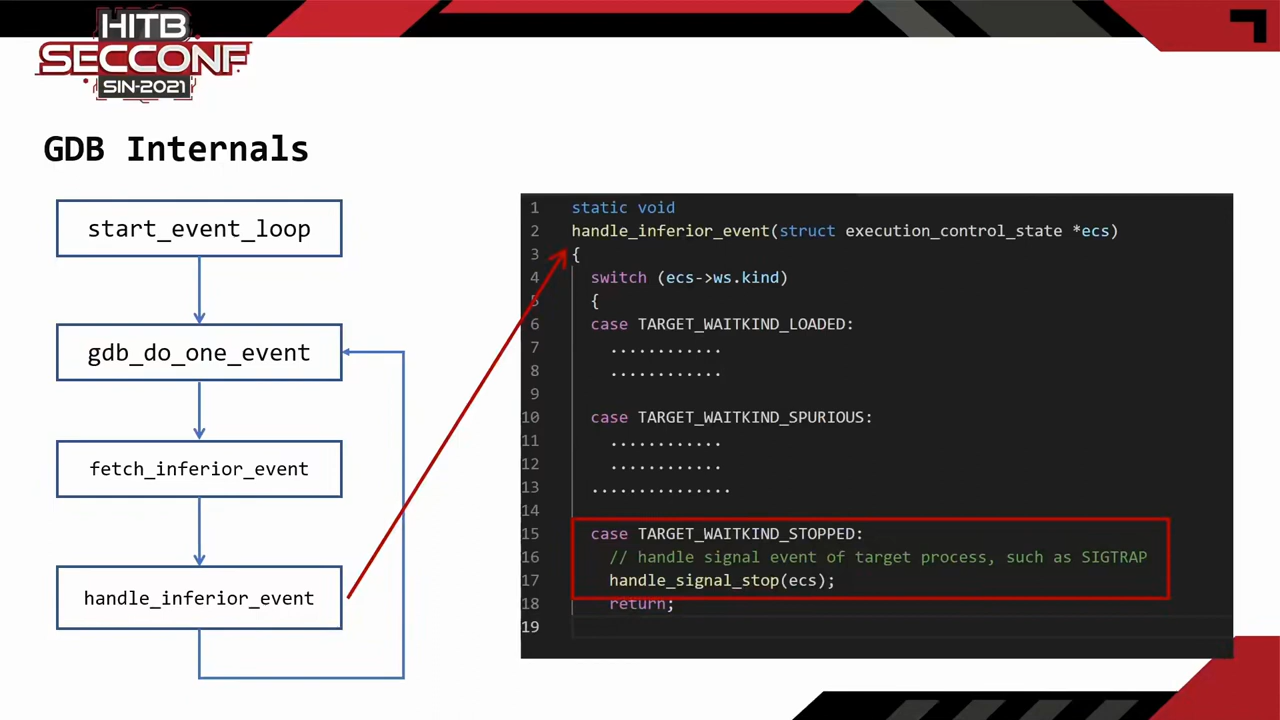 HITB
SECCONF
SIN-2021
GDB Internals
start_event_loop
gdb_do_one_event
fetch_inferior_event
handle_inferior_event
1 static void
2 handle_inferior_event(struct execution_control_state *ecs)
3 {
4 switch (ecs->ws.kind)
5 {
6 case TARGET_WAITKIND_LOADED:
7 ............
8 ............
9
10 case TARGET_WAITKIND_SPURIOUS:
11 ............
12 ............
13 ...............
14
15 case TARGET_WAITKIND_STOPPED:
16 // handle signal event of target process, such as SIGTRAP
17 handle_signal_stop(ecs);
18 return;
19